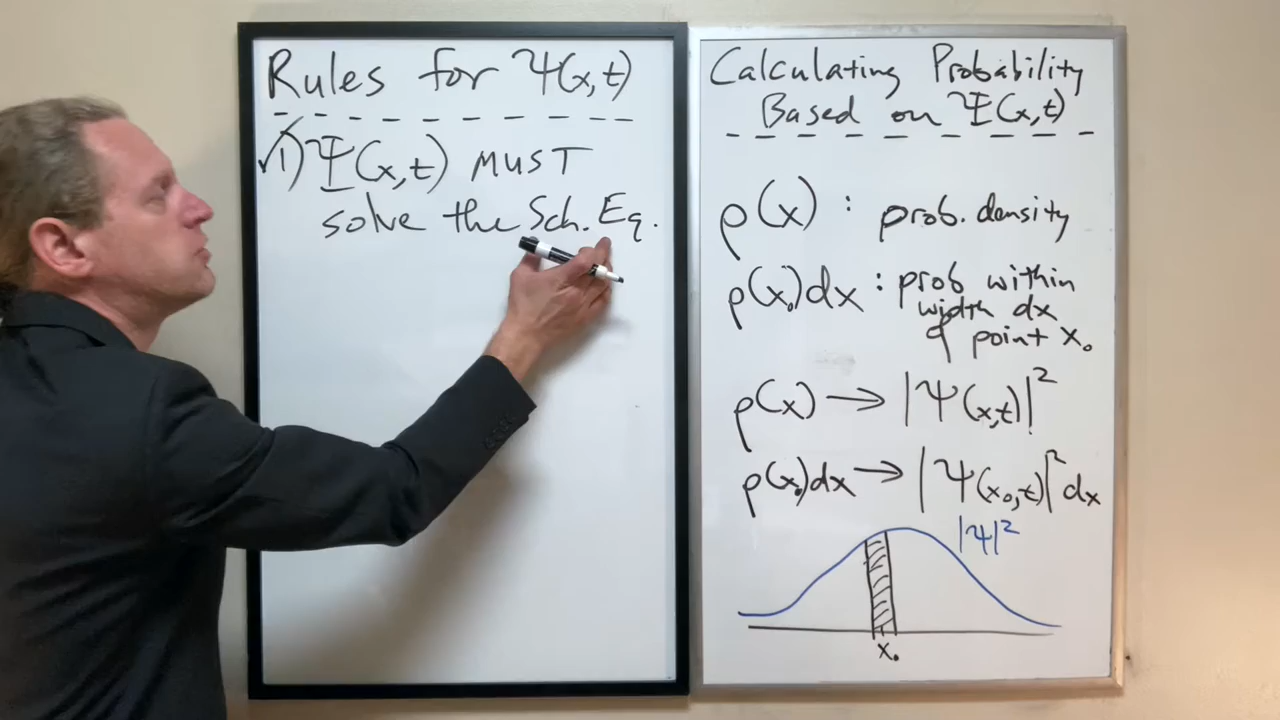 Rules for Ψ(x,t)
1) Ψ(x,t) MUST
solve the Sch. Eq.
Calculating Probability
Based on Ψ(x,t)
ρ(x) : prob. density
ρ(x₀)dx : prob within
width dx
of point x₀
ρ(x) → |Ψ(x,t)|²
ρ(x₀)dx → |Ψ(x₀,t)|² dx
|Ψ|²
x₀